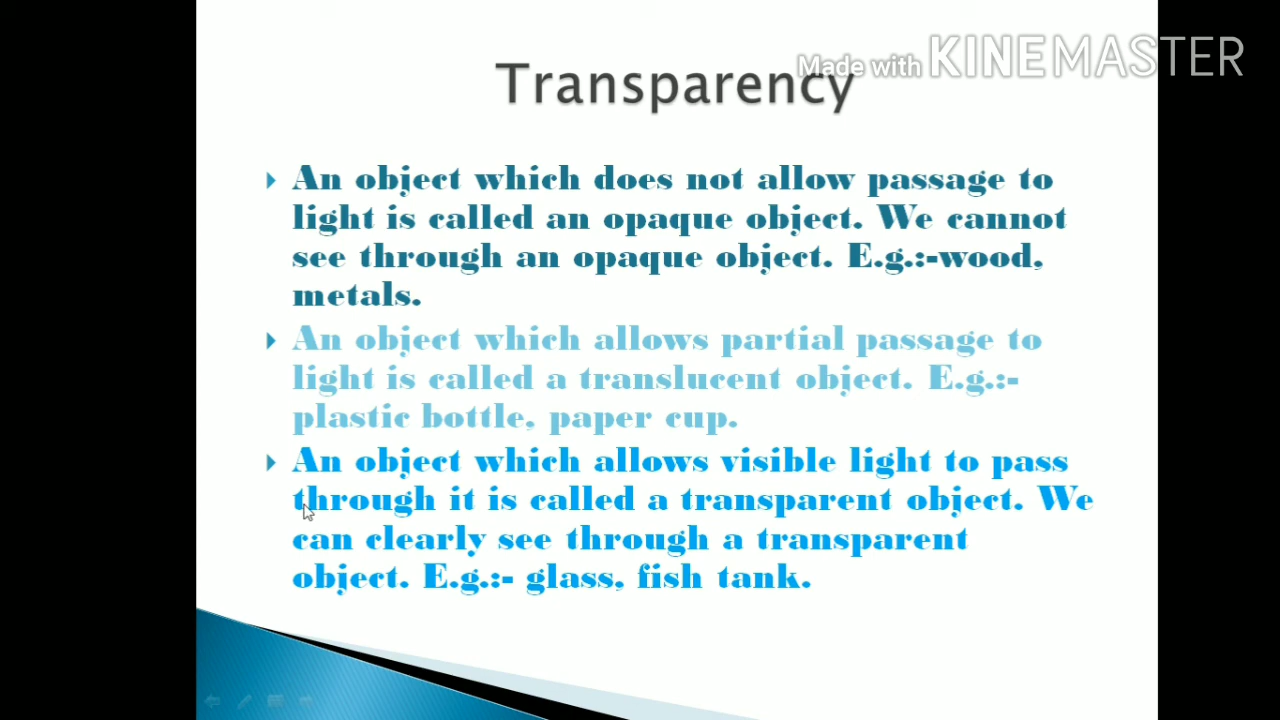 Made with KINEMASTER
Transparency
An object which does not allow passage to
light is called an opaque object. We cannot
see through an opaque object. E.g.:-wood,
metals.
An object which allows partial passage to
light is called a translucent object. E.g.:-
plastic bottle, paper cup.
An object which allows visible light to pass
through it is called a transparent object. We
can clearly see through a transparent
object. E.g.:- glass, fish tank.